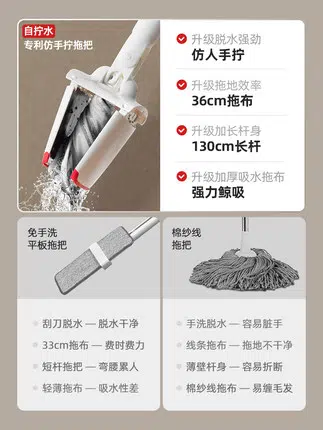 自拧水
专利仿手拧拖把
升级脱水强劲
仿人手拧
升级拖地效率
36cm拖布
升级加长杆身
130cm长杆
升级加厚吸水拖布
强力鲸吸
免手洗
平板拖把
刮刀脱水 — 脱水不干净
33cm拖布 — 费时费力
短杆拖把 — 弯腰累人
轻薄拖布 — 吸水性差
棉纱线
拖把
手洗脱水 — 容易脏手
线条拖布 — 拖地不干净
薄壁杆身 — 容易折断
棉纱线拖布 — 易缠毛发